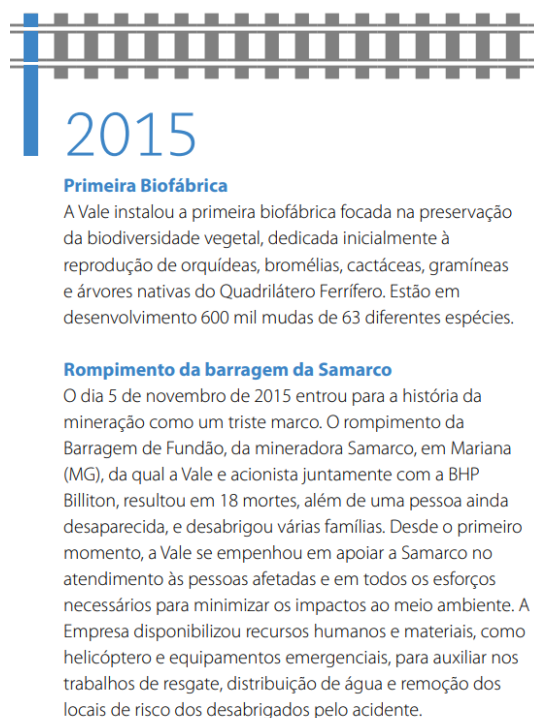 2015
Primeira Biofábrica
A Vale instalou a primeira biofábrica focada na preservação
da biodiversidade vegetal, dedicada inicialmente à
reprodução de orquídeas, bromélias, cactáceas, gramíneas
e árvores nativas do Quadrilátero Ferrífero. Estão em
desenvolvimento 600 mil mudas de 63 diferentes espécies.
Rompimento da barragem da Samarco
O dia 5 de novembro de 2015 entrou para a história da
mineração como um triste marco. O rompimento da
Barragem de Fundão, da mineradora Samarco, em Mariana
(MG), da qual a Vale e acionista juntamente com a BHP
Billiton, resultou em 18 mortes, além de uma pessoa ainda
desaparecida, e desabrigou várias famílias. Desde o primeiro
momento, a Vale se empenhou em apoiar a Samarco no
atendimento às pessoas afetadas e em todos os esforços
necessários para minimizar os impactos ao meio ambiente. A
Empresa disponibilizou recursos humanos e materiais, como
helicóptero e equipamentos emergenciais, para auxiliar nos
trabalhos de resgate, distribuição de água e remoção dos
locais de risco dos desabrigados pelo acidente.